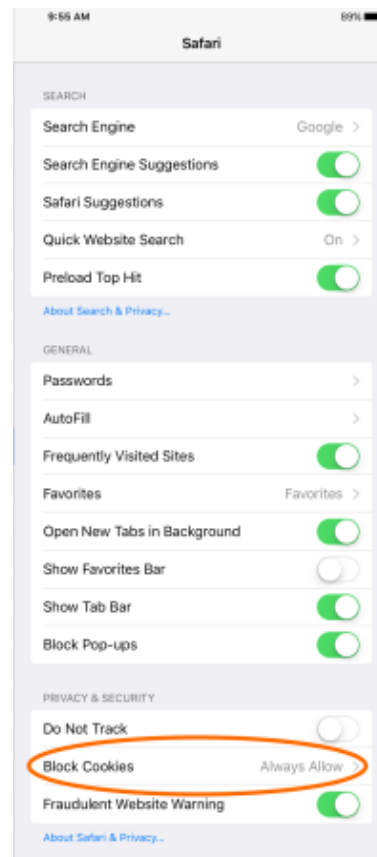 9:55 AM 89%
Safari
SEARCH
Search Engine Google >
Search Engine Suggestions
Safari Suggestions
Quick Website Search On >
Preload Top Hit
About Search & Privacy...
GENERAL
Passwords >
AutoFill >
Frequently Visited Sites
Favorites Favorites >
Open New Tabs in Background
Show Favorites Bar
Show Tab Bar
Block Pop-ups
PRIVACY & SECURITY
Do Not Track
Block Cookies Always Allow >
Fraudulent Website Warning
About Safari & Privacy...